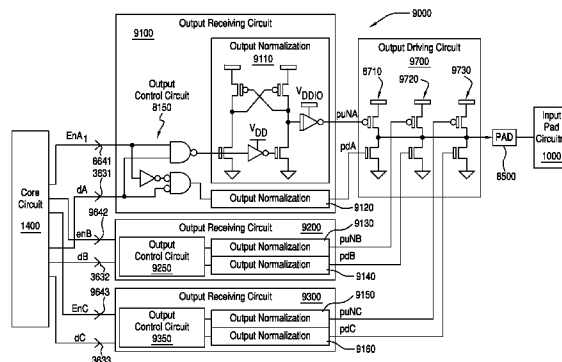 9000
Output Receiving Circuit
9100
Output Normalization
9110
Output Driving Circuit
9700
8710
9720
9730
Output
Control Circuit
8150
VDDIO
VDD
puNA
pdA
EnA1
8641
3631
dA
Core
Circuit
1400
9642
enB
dB
3632
9643
EnC
dC
3633
Output Normalization
9120
Output Receiving Circuit
9200
9130
Output
Control Circuit
9250
Output Normalization
Output Normalization
9140
puNB
pdB
Output Receiving Circuit
9300
9150
Output
Control Circuit
9350
Output Normalization
Output Normalization
9160
puNC
pdC
PAD
8500
Input
Pad
Circuitry
1000